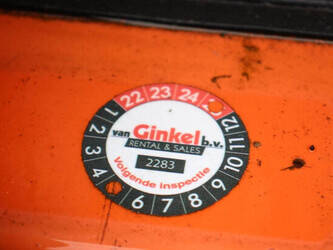 22 23 24
1 2 3 4 6 7 8 9 10 11 12
van Ginkel b.v.
RENTAL & SALES
2283
Volgende inspectie